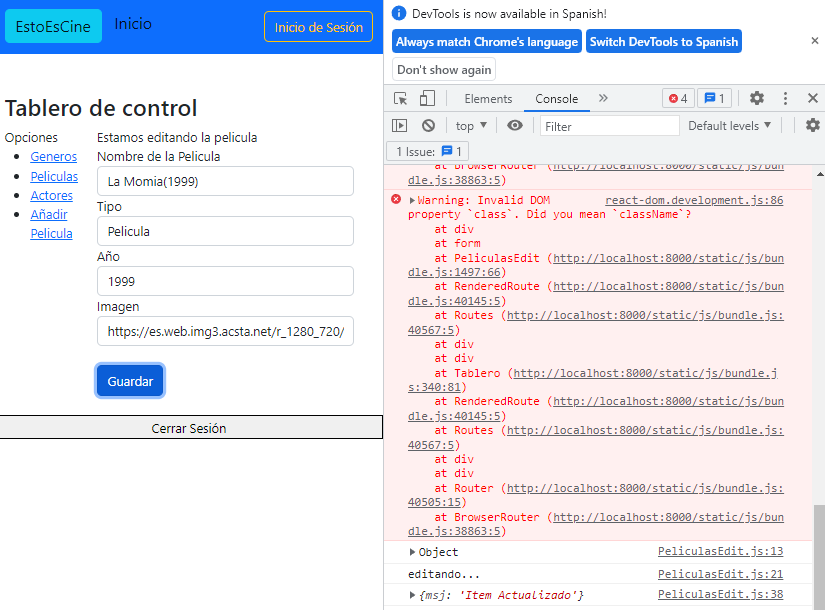 EstoEsCine
Inicio
Inicio de Sesión
Tablero de control
Opciones
Generos
Peliculas
Actores
Añadir
Pelicula
Estamos editando la pelicula
Nombre de la Pelicula
La Momia(1999)
Tipo
Pelicula
Año
1999
Imagen
https://es.web.img3.acsta.net/r_1280_720/
Guardar
Cerrar Sesión
DevTools is now available in Spanish!
Always match Chrome's language
Switch DevTools to Spanish
Don't show again
Elements
Console
4
1
top
Filter
Default levels
1 Issue:
1
at BrowserRouter (http://localhost:8000/static/js/bun
dle.js:38863:5)
Warning: Invalid DOM react-dom.development.js:86
property `class`. Did you mean `className`?
at div
at form
at PeliculasEdit (http://localhost:8000/static/js/bun
dle.js:1497:66)
at RenderedRoute (http://localhost:8000/static/js/bun
dle.js:40145:5)
at Routes (http://localhost:8000/static/js/bundle.js:
40567:5)
at div
at div
at Tablero (http://localhost:8000/static/js/bundle.j
s:340:81)
at RenderedRoute (http://localhost:8000/static/js/bun
dle.js:40145:5)
at Routes (http://localhost:8000/static/js/bundle.js:
40567:5)
at div
at div
at Router (http://localhost:8000/static/js/bundle.js:
40505:15)
at BrowserRouter (http://localhost:8000/static/js/bun
dle.js:38863:5)
Object PeliculasEdit.js:13
editando... PeliculasEdit.js:21
{msj: 'Item Actualizado'} PeliculasEdit.js:38